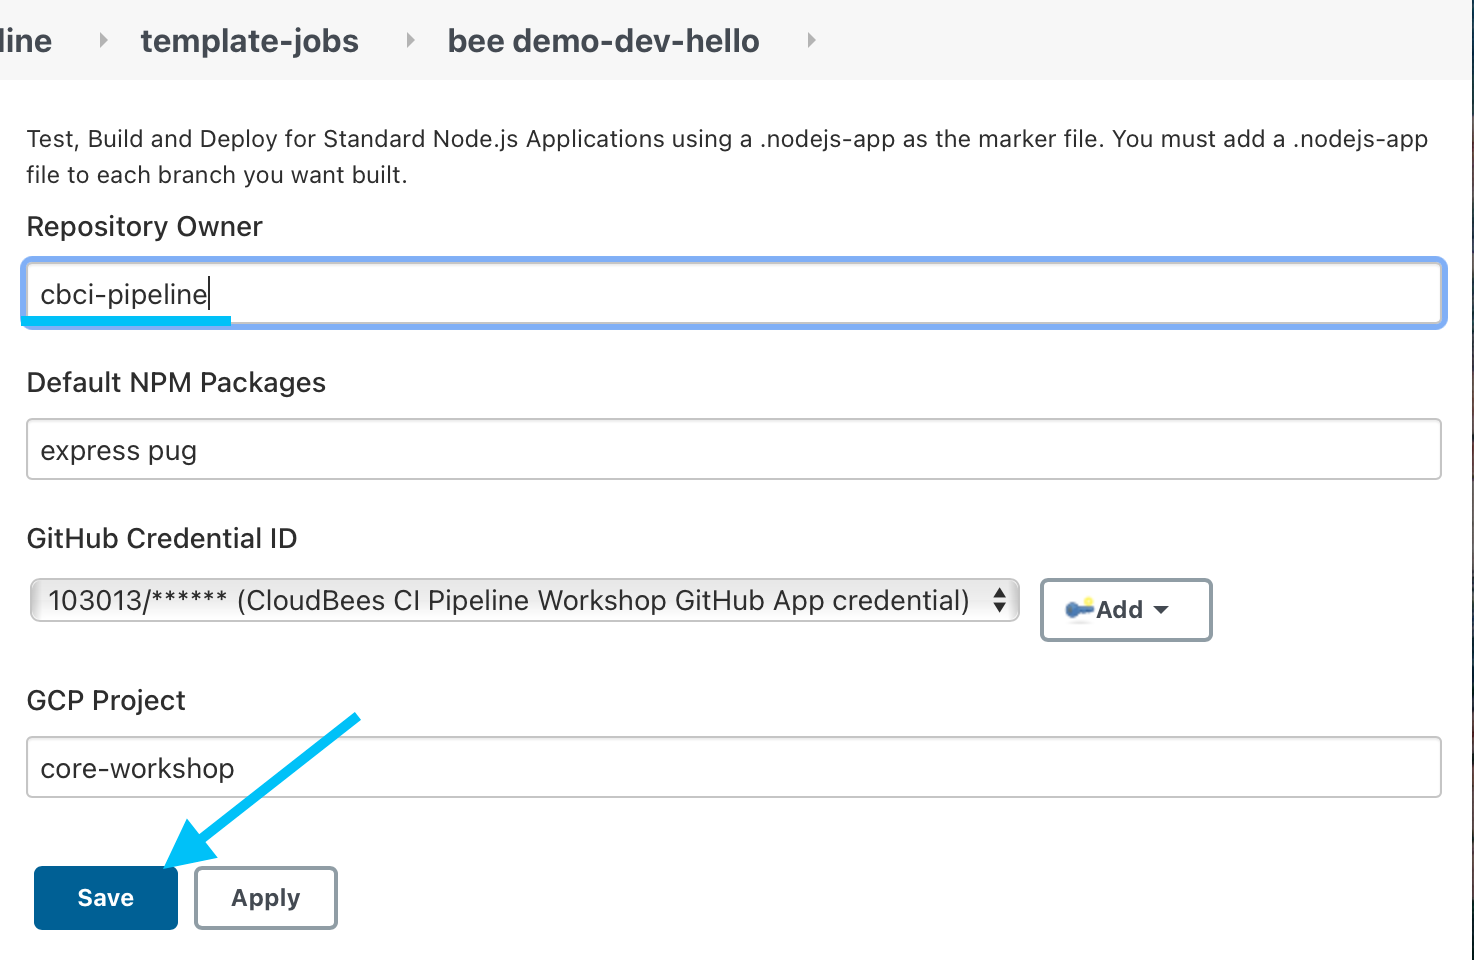 line template-jobs bee demo-dev-hello
Test, Build and Deploy for Standard Node.js Applications using a .nodejs-app as the marker file. You must add a .nodejs-app
file to each branch you want built.
Repository Owner
cbci-pipeline
Default NPM Packages
express pug
GitHub Credential ID
103013/****** (CloudBees CI Pipeline Workshop GitHub App credential)
Add
GCP Project
core-workshop
Save Apply